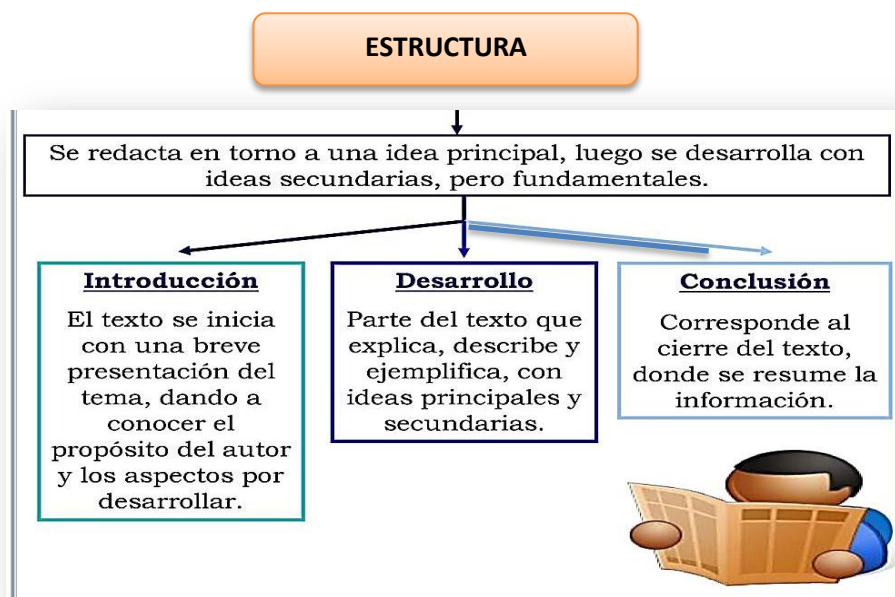 ESTRUCTURA
Se redacta en torno a una idea principal, luego se desarrolla con
ideas secundarias, pero fundamentales.
Introducción
El texto se inicia
con una breve
presentación del
tema, dando a
conocer el
propósito del autor
y los aspectos por
desarrollar.
Desarrollo
Parte del texto que
explica, describe y
ejemplifica, con
ideas principales y
secundarias.
Conclusión
Corresponde al
cierre del texto,
donde se resume la
información.